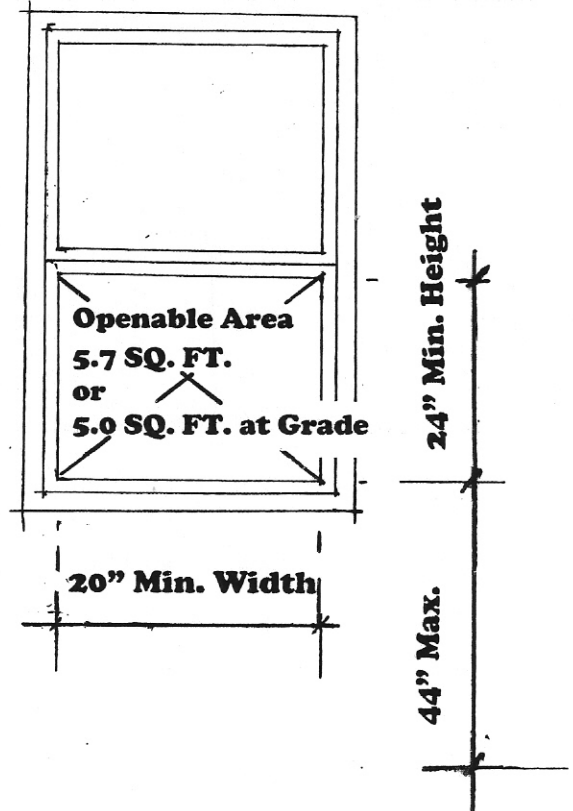 Openable Area
5.7 SQ. FT.
or
5.0 SQ. FT. at Grade
24” Min. Height
20” Min. Width
44” Max.